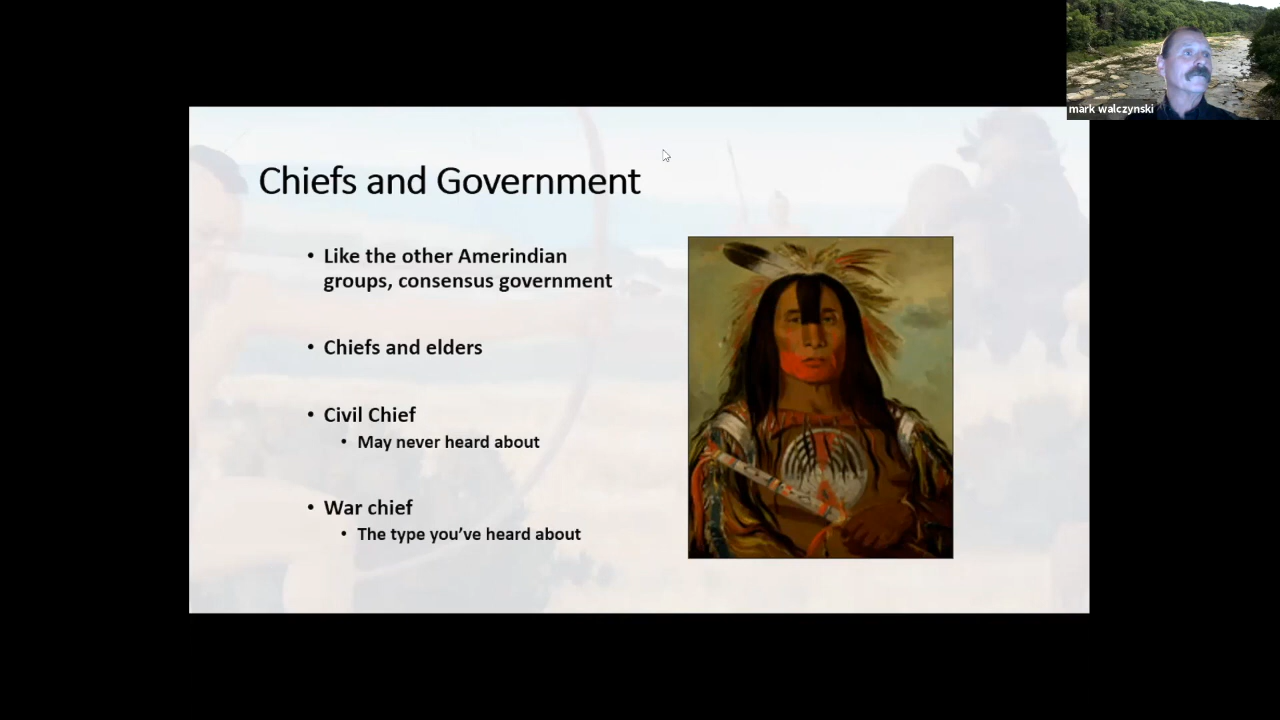 mark walczynski
Chiefs and Government
• Like the other Amerindian
groups, consensus government
• Chiefs and elders
• Civil Chief
• May never heard about
• War chief
• The type you've heard about